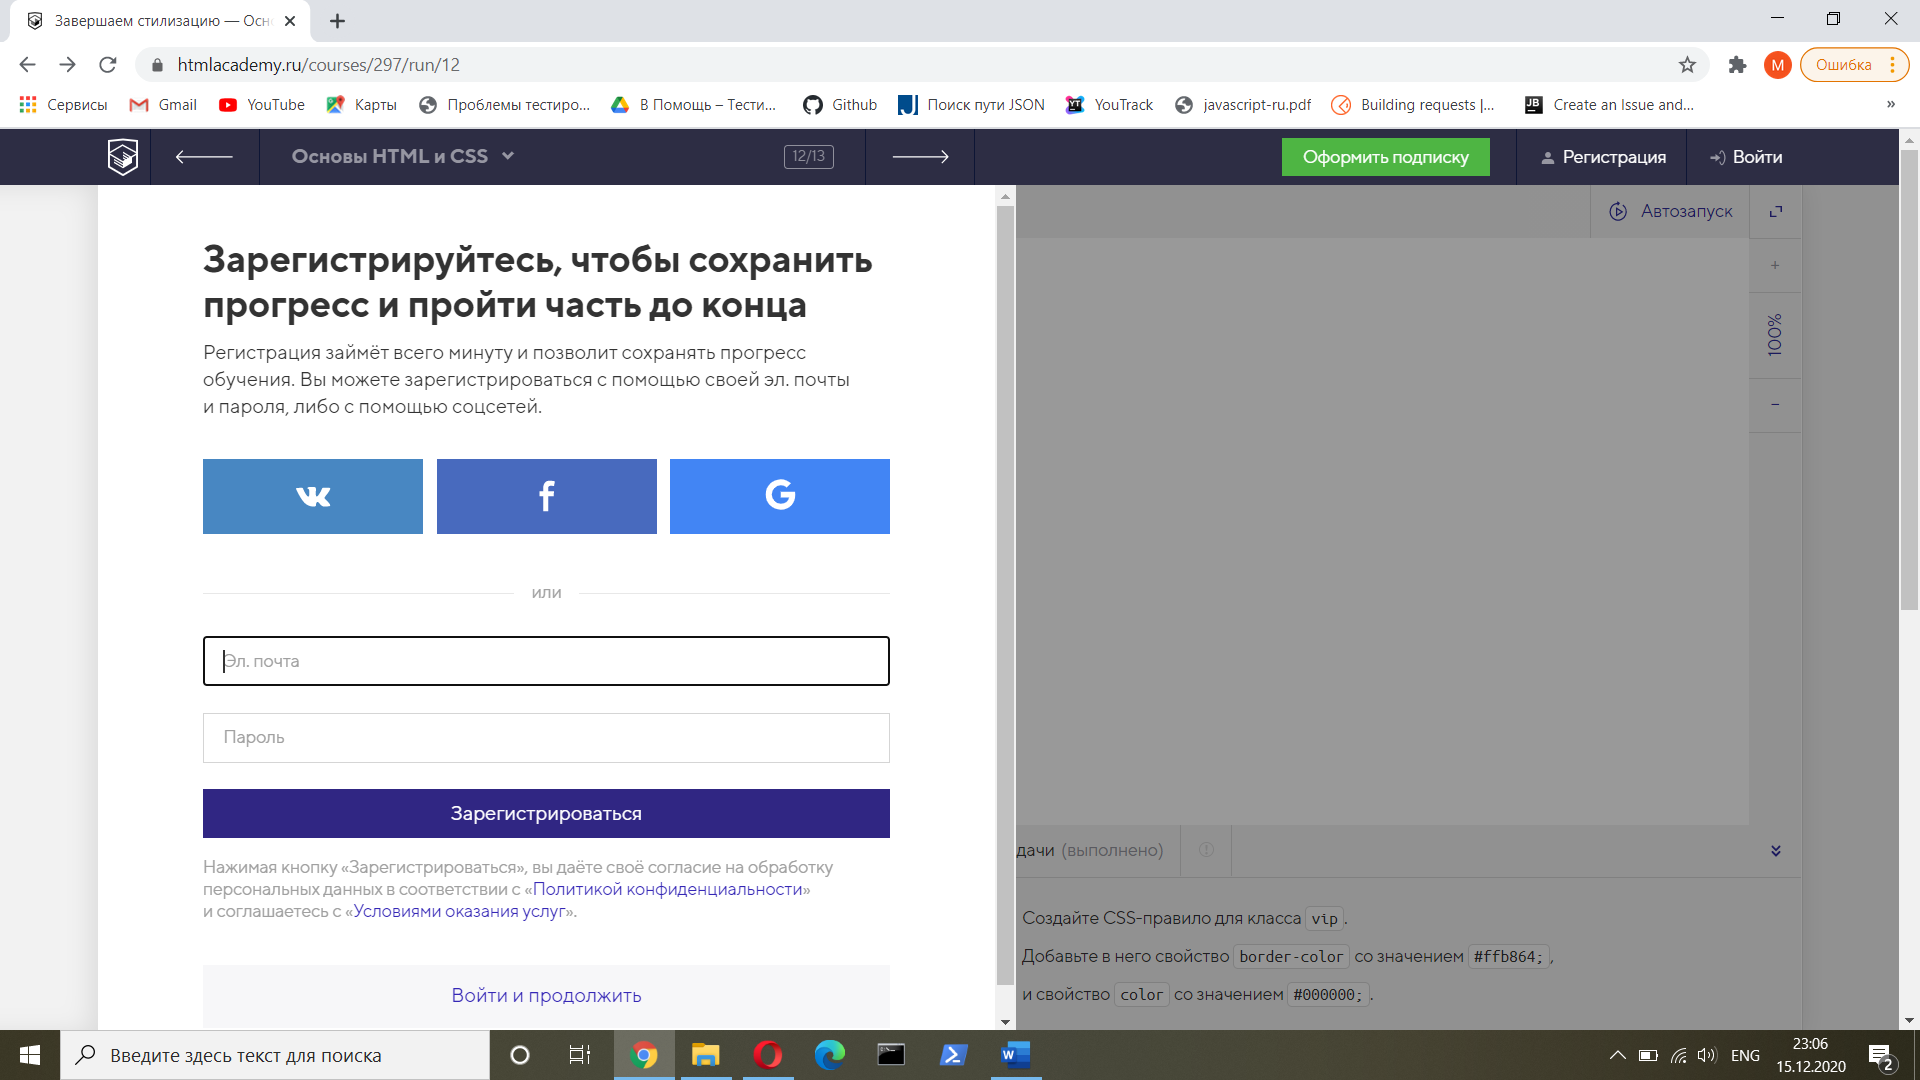 Завершаем стилизацию — Осн
htmlacademy.ru/courses/297/run/12
M
Ошибка
Сервисы
Gmail
YouTube
Карты
Проблемы тестиро...
В Помощь – Тести...
Github
Поиск пути JSON
YouTrack
javascript-ru.pdf
Building requests |...
Create an Issue and...
»
Основы HTML и CSS
12/13
Оформить подписку
Регистрация
Войти
Автозапуск
+
100%
−
Зарегистрируйтесь, чтобы сохранить
прогресс и пройти часть до конца
Регистрация займёт всего минуту и позволит сохранять прогресс
обучения. Вы можете зарегистрироваться с помощью своей эл. почты
и пароля, либо с помощью соцсетей.
или
Эл. почта
Пароль
Зарегистрироваться
Нажимая кнопку «Зарегистрироваться», вы даёте своё согласие на обработку
персональных данных в соответствии с «Политикой конфиденциальности»
и соглашаетесь с «Условиями оказания услуг».
Войти и продолжить
дачи (выполнено)
Создайте CSS-правило для класса vip.
Добавьте в него свойство border-color со значением #ffb864;,
и свойство color со значением #000000;.
Введите здесь текст для поиска
ENG
23:06
15.12.2020
2